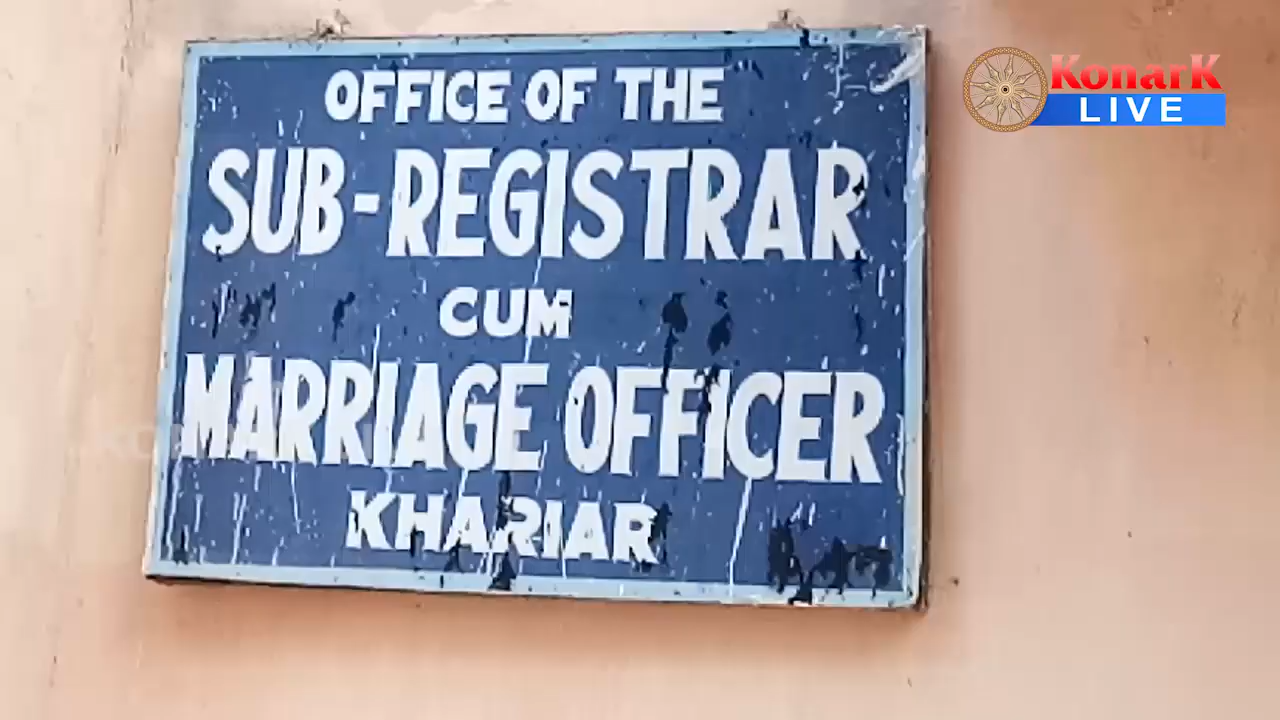 OFFICE OF THE
SUB-REGISTRAR
CUM
MARRIAGE OFFICER
KHARIAR
KonarK
LIVE